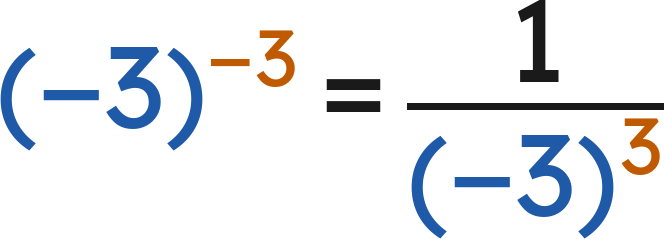 (−3)⁻³ = 1/(−3)³